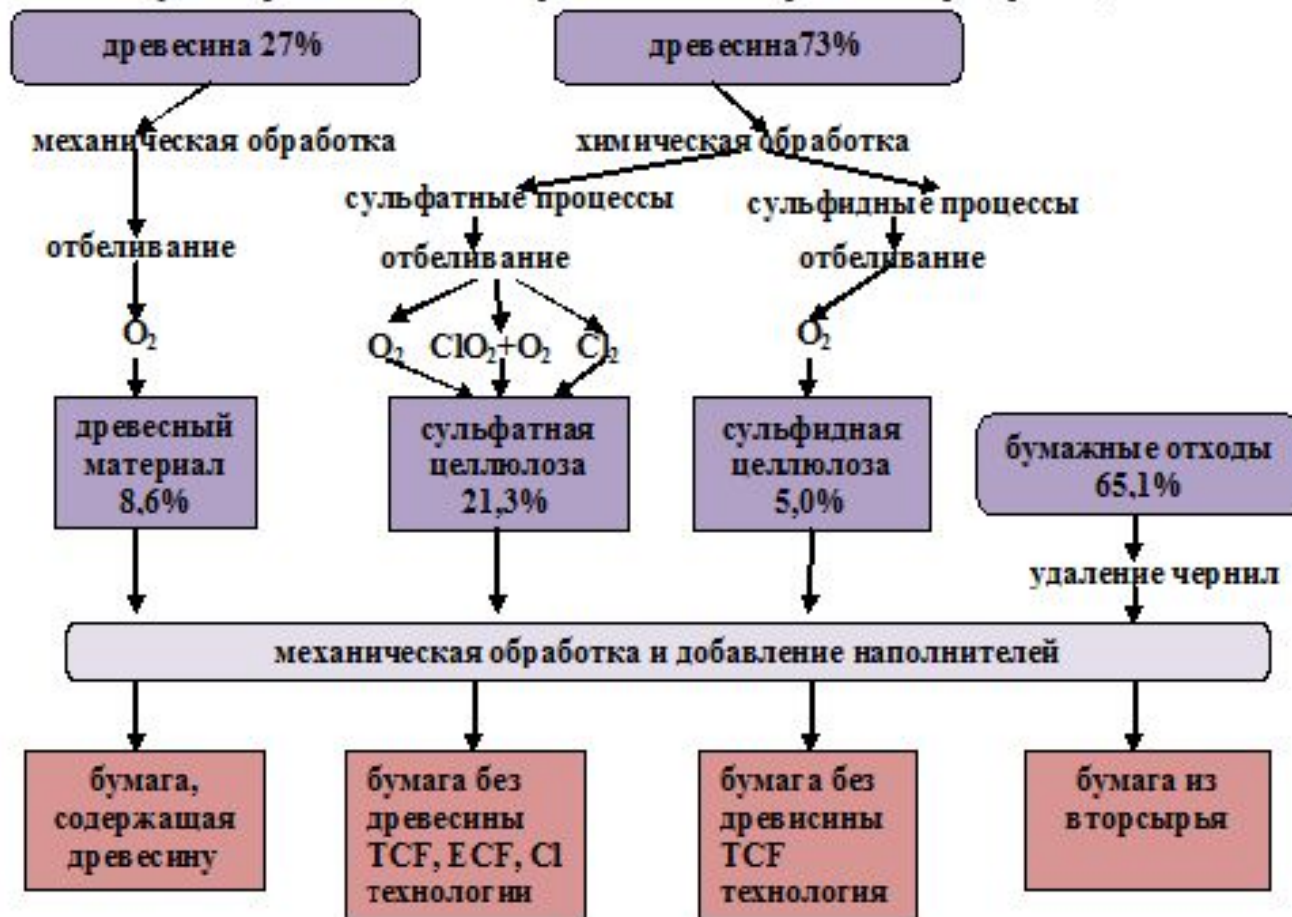 древесина 27%
древесина73%
механическая обработка
химическая обработка
сульфатные процессы
сульфидные процессы
отбеливание
отбеливание
отбеливание
O₂
O₂
ClO₂+O₂
Cl₂
O₂
древесный
материал
8,6%
сульфатная
целлюлоза
21,3%
сульфидная
целлюлоза
5,0%
бумажные отходы
65,1%
удаление чернил
механическая обработка и добавление наполнителей
бумага,
содержащая
древесину
бумага без
древесины
TCF, ECF, Cl
технологии
бумага без
древисины
TCF
технология
бумага из
вторсырья